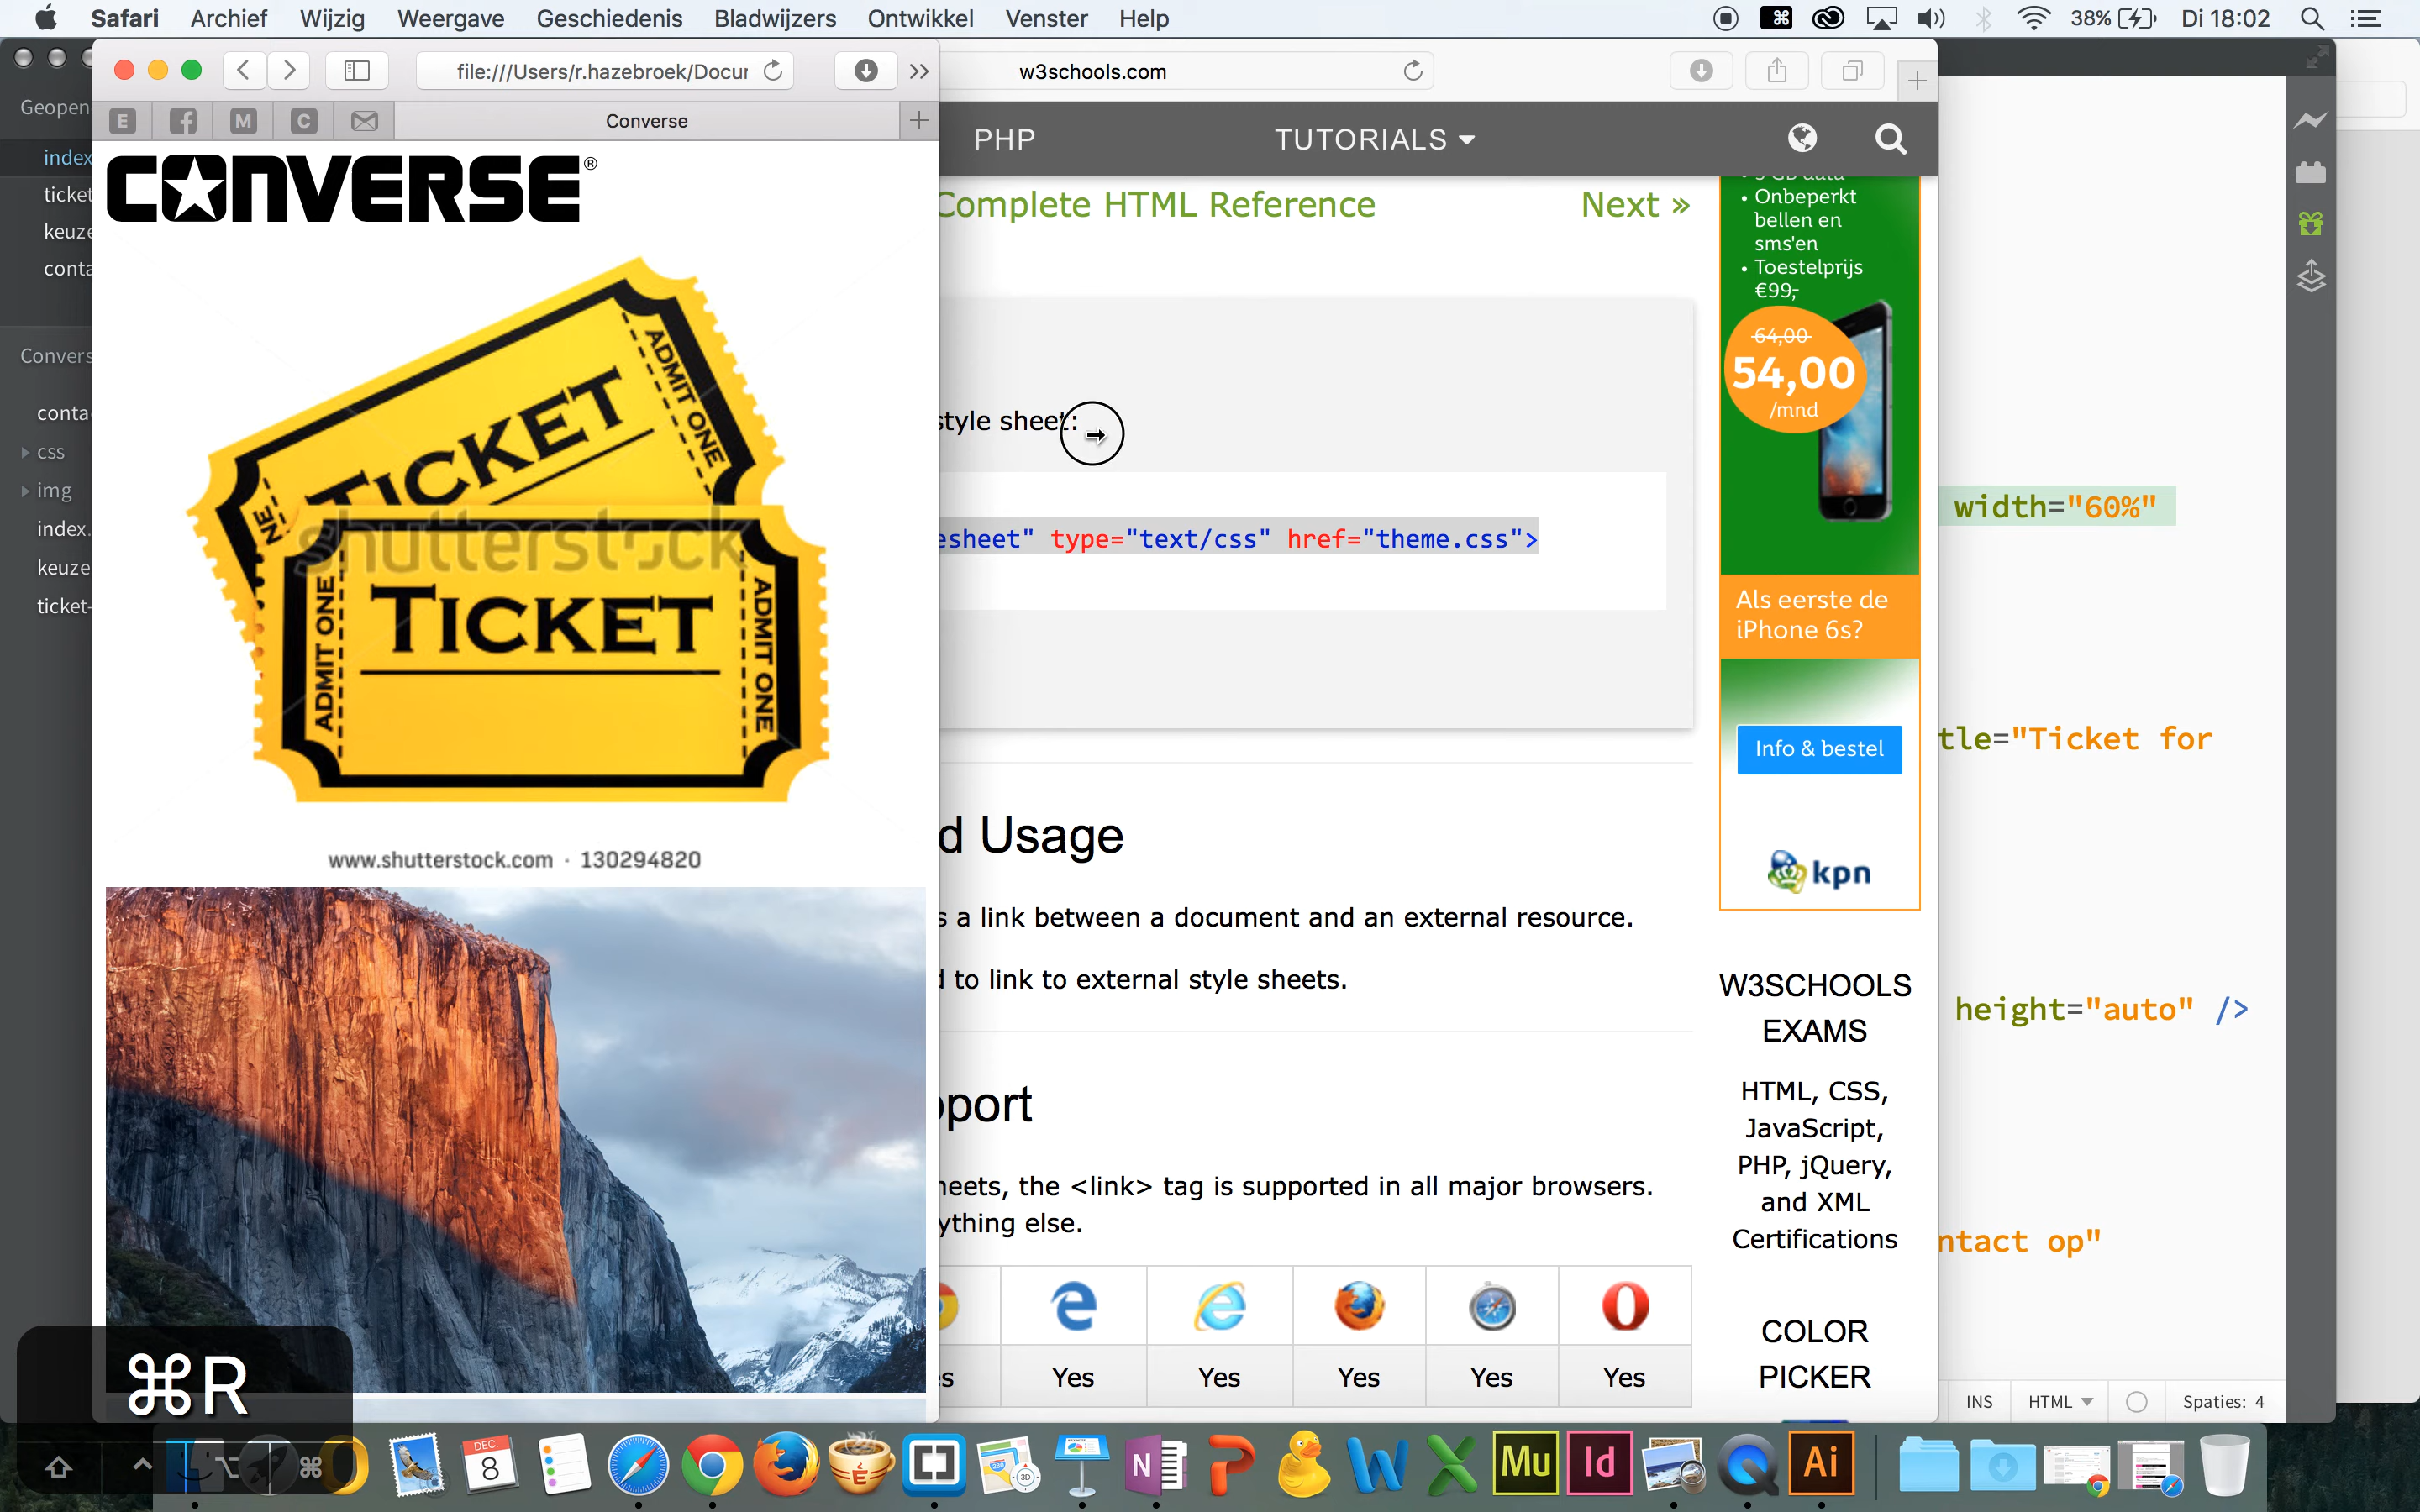 Safari Archief Wijzig Weergave Geschiedenis Bladwijzers Ontwikkel Venster Help
38% Di 18:02
file:///Users/r.hazebroek/Docur
w3schools.com
E M C
Converse
Geopen
index
ticket
keuze
conta
Convers
conta
css
img
index.
keuze
ticket-
CONVERSE®
TICKET
ADMIT ONE
NE
shutterstock
TICKET
ADMIT ONE
ADMIT ONE
www.shutterstock.com · 130294820
PHP TUTORIALS
Complete HTML Reference Next »
style sheet:
esheet" type="text/css" href="theme.css">
d Usage
s a link between a document and an external resource.
d to link to external style sheets.
pport
heets, the <link> tag is supported in all major browsers.
ything else.
s Yes Yes Yes Yes Yes
• Onbeperkt
bellen en
sms'en
• Toestelprijs
€99,-
64,00
54,00
/mnd
Als eerste de
iPhone 6s?
Info & bestel
kpn
W3SCHOOLS
EXAMS
HTML, CSS,
JavaScript,
PHP, jQuery,
and XML
Certifications
COLOR
PICKER
width="60%"
tle="Ticket for
height="auto" />
ntact op"
INS HTML Spaties: 4
⌘R
DEC.
8
280
3D
N
P
W
X
Mu
Id
Ai